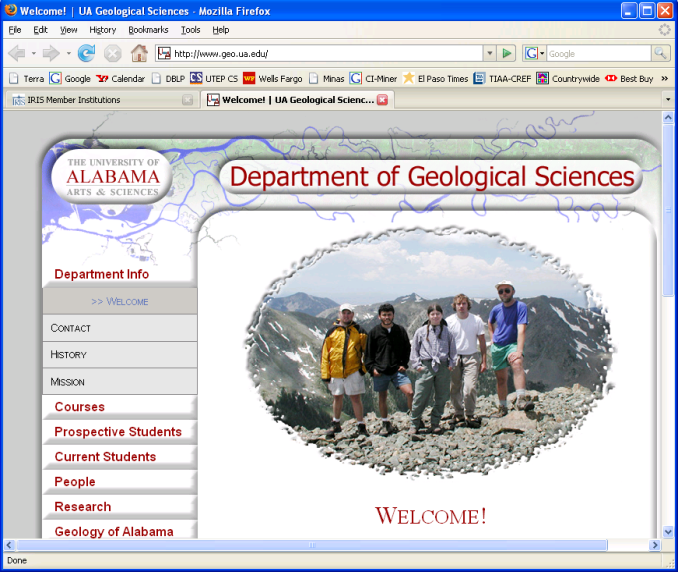 Welcome! | UA Geological Sciences - Mozilla Firefox
File Edit View History Bookmarks Tools Help
http://www.geo.ua.edu/ Google
Terra Google Calendar DBLP UTEP CS Wells Fargo Minas CI-Miner El Paso Times TIAA-CREF Countrywide Best Buy »
IRIS Member Institutions Welcome! | UA Geological Scienc...
THE UNIVERSITY OF
ALABAMA
ARTS & SCIENCES
Department of Geological Sciences
Department Info
>> Welcome
Contact
History
Mission
Courses
Prospective Students
Current Students
People
Research
Geology of Alabama
Welcome!
Done